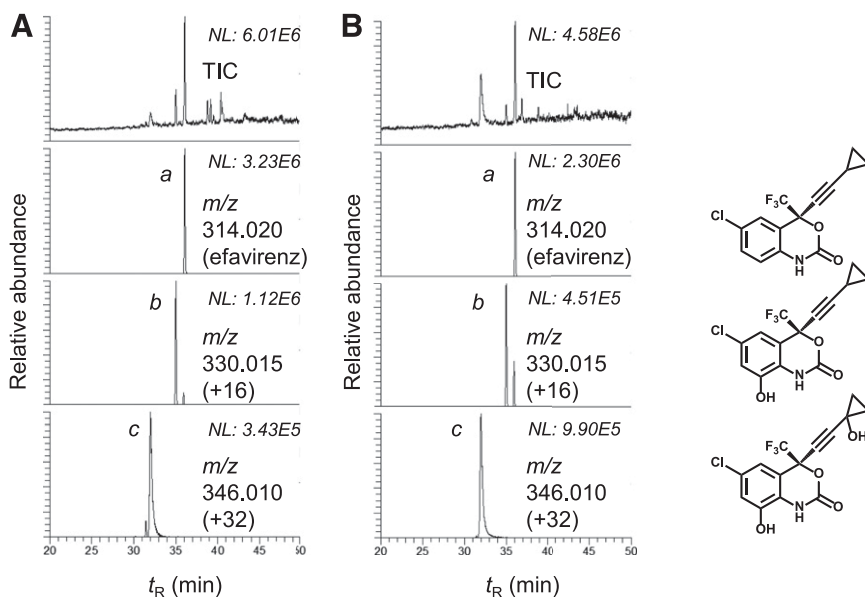 A
NL: 6.01E6
TIC
a
NL: 3.23E6
m/z
314.020
(efavirenz)
b
NL: 1.12E6
m/z
330.015
(+16)
c
NL: 3.43E5
m/z
346.010
(+32)
20 25 30 35 40 45 50
tR (min)
Relative abundance
B
NL: 4.58E6
TIC
a
NL: 2.30E6
m/z
314.020
(efavirenz)
b
NL: 4.51E5
m/z
330.015
(+16)
c
NL: 9.90E5
m/z
346.010
(+32)
20 25 30 35 40 45 50
tR (min)
Relative abundance
F3C
Cl
O
N
H
O
F3C
Cl
O
N
H
O
OH
OH
F3C
Cl
O
N
H
O
OH